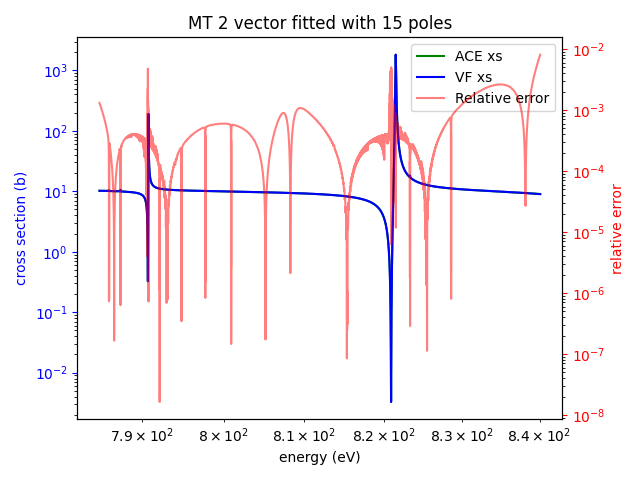 MT 2 vector fitted with 15 poles
ACE xs
VF xs
Relative error
cross section (b)
10³
10²
10¹
10⁰
10⁻¹
10⁻²
10⁻²
10⁻³
10⁻⁴
10⁻⁵
10⁻⁶
10⁻⁷
10⁻⁸
relative error
7.9 × 10² 8 × 10² 8.1 × 10² 8.2 × 10² 8.3 × 10² 8.4 × 10²
energy (eV)